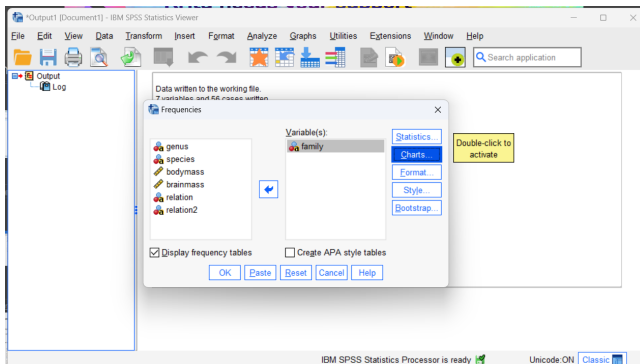 *Output1 [Document1] - IBM SPSS Statistics Viewer
File Edit View Data Transform Insert Format Analyze Graphs Utilities Extensions Window Help
Search application
Output
Log
Data written to the working file.
7 variables and 56 cases written.
Frequencies
Variable(s):
genus
species
bodymass
brainmass
relation
relation2
family
Statistics...
Charts...
Format...
Style...
Bootstrap...
Double-click to
activate
Display frequency tables
Create APA style tables
OK Paste Reset Cancel Help
IBM SPSS Statistics Processor is ready
Unicode:ON Classic